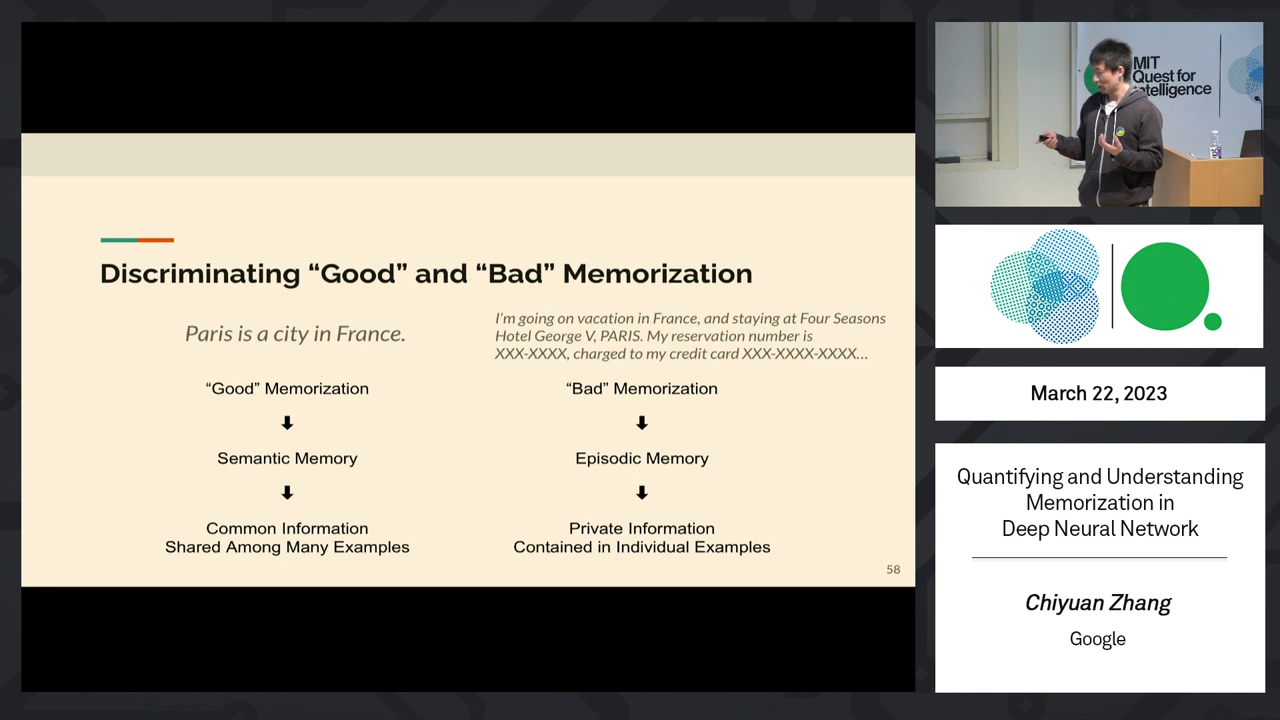 Discriminating “Good” and “Bad” Memorization
Paris is a city in France.
“Good” Memorization
⬇
Semantic Memory
⬇
Common Information
Shared Among Many Examples
I'm going on vacation in France, and staying at Four Seasons
Hotel George V, PARIS. My reservation number is
XXX-XXXX, charged to my credit card XXX-XXXX-XXXX...
“Bad” Memorization
⬇
Episodic Memory
⬇
Private Information
Contained in Individual Examples
58
MIT
Quest for
Intelligence
March 22, 2023
Quantifying and Understanding
Memorization in
Deep Neural Network
Chiyuan Zhang
Google